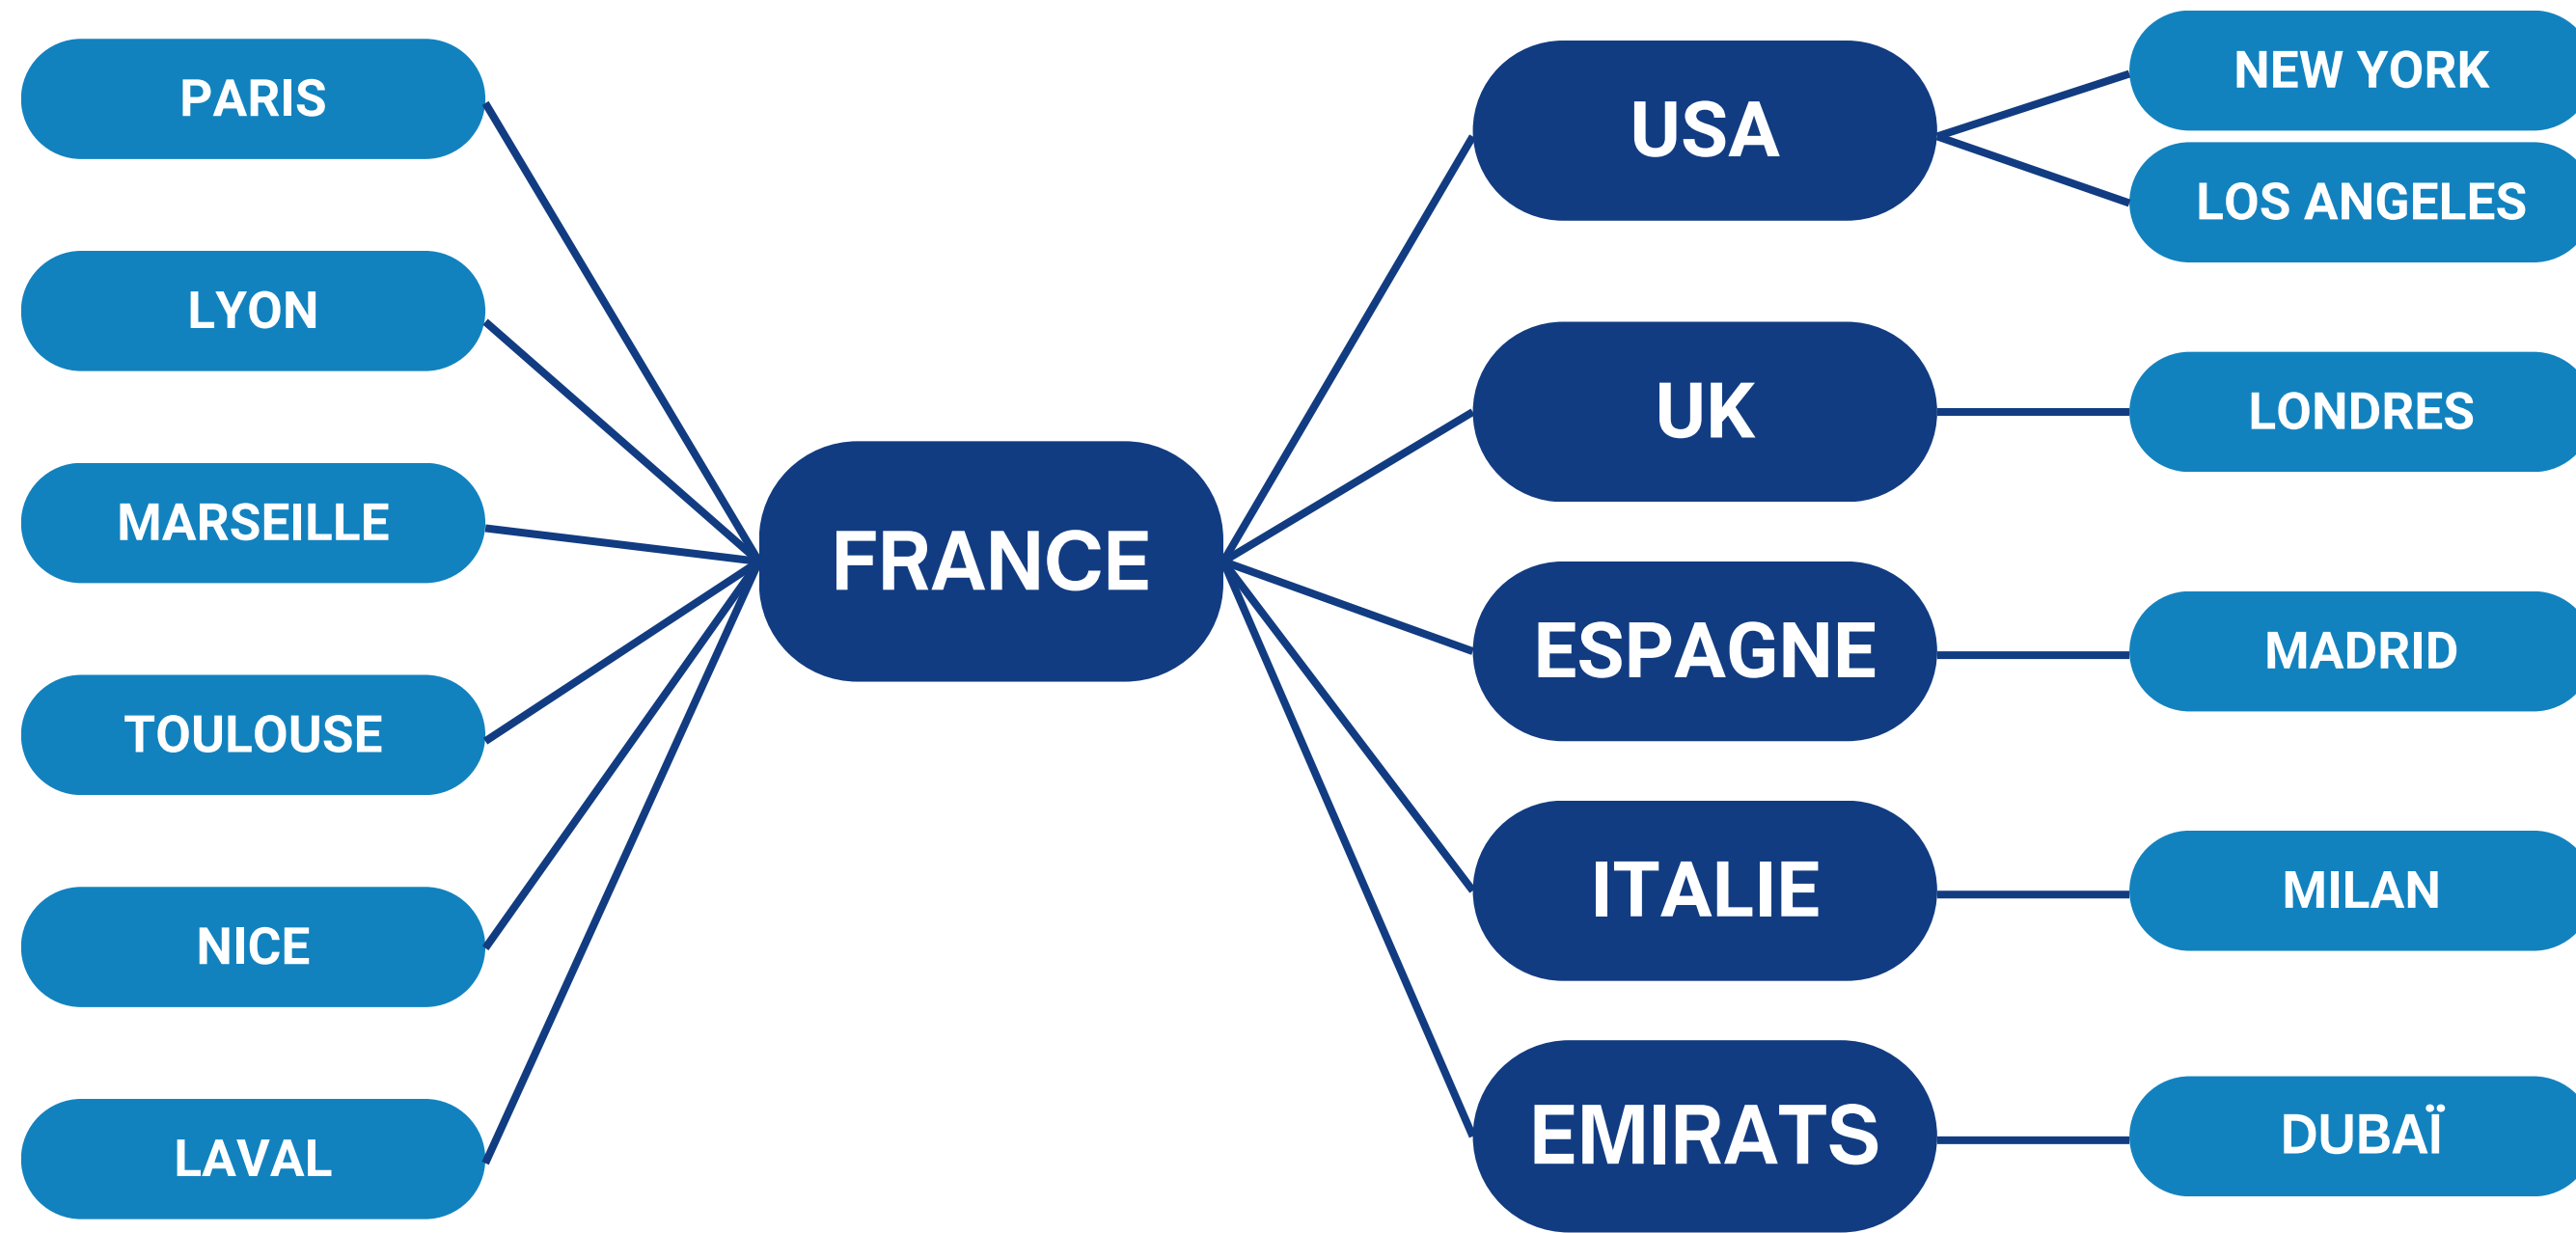 PARIS
LYON
MARSEILLE
TOULOUSE
NICE
LAVAL
FRANCE
USA
UK
ESPAGNE
ITALIE
EMIRATS
NEW YORK
LOS ANGELES
LONDRES
MADRID
MILAN
DUBAÏ